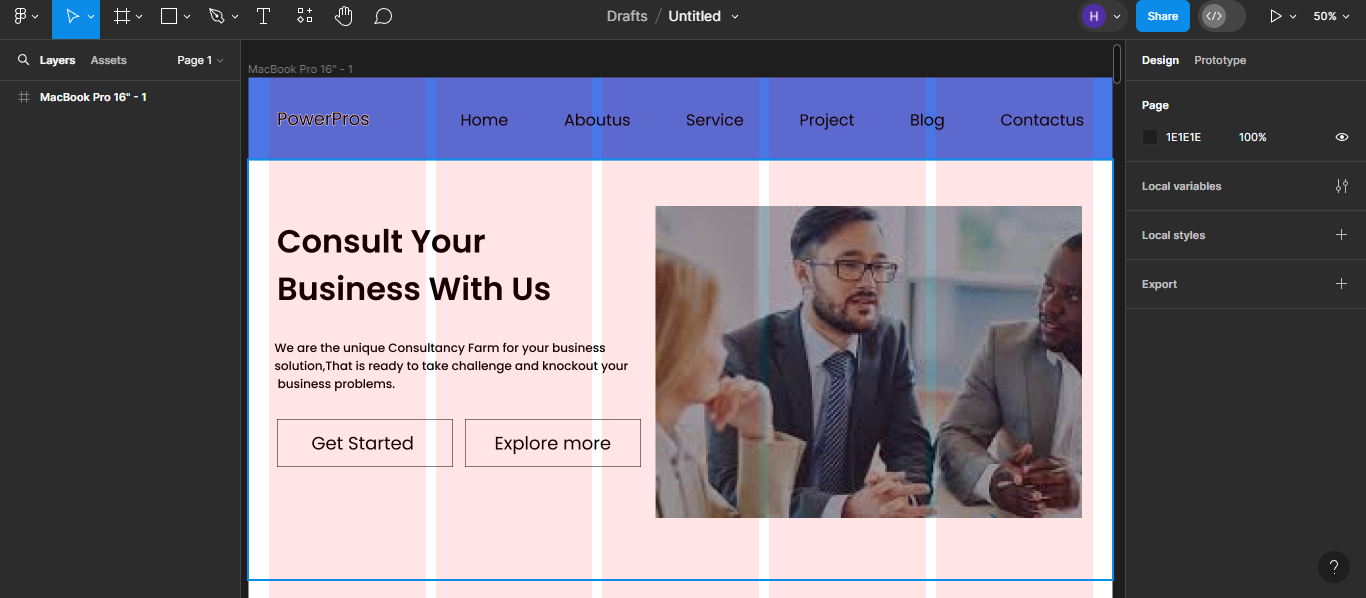 Drafts / Untitled
H
Share
</>
50%
Layers
Assets
Page 1
MacBook Pro 16" - 1
MacBook Pro 16" - 1
PowerPros
Home
Aboutus
Service
Project
Blog
Contactus
Consult Your
Business With Us
We are the unique Consultancy Farm for your business
solution,That is ready to take challenge and knockout your
business problems.
Get Started
Explore more
Design
Prototype
Page
1E1E1E
100%
Local variables
Local styles
Export
?